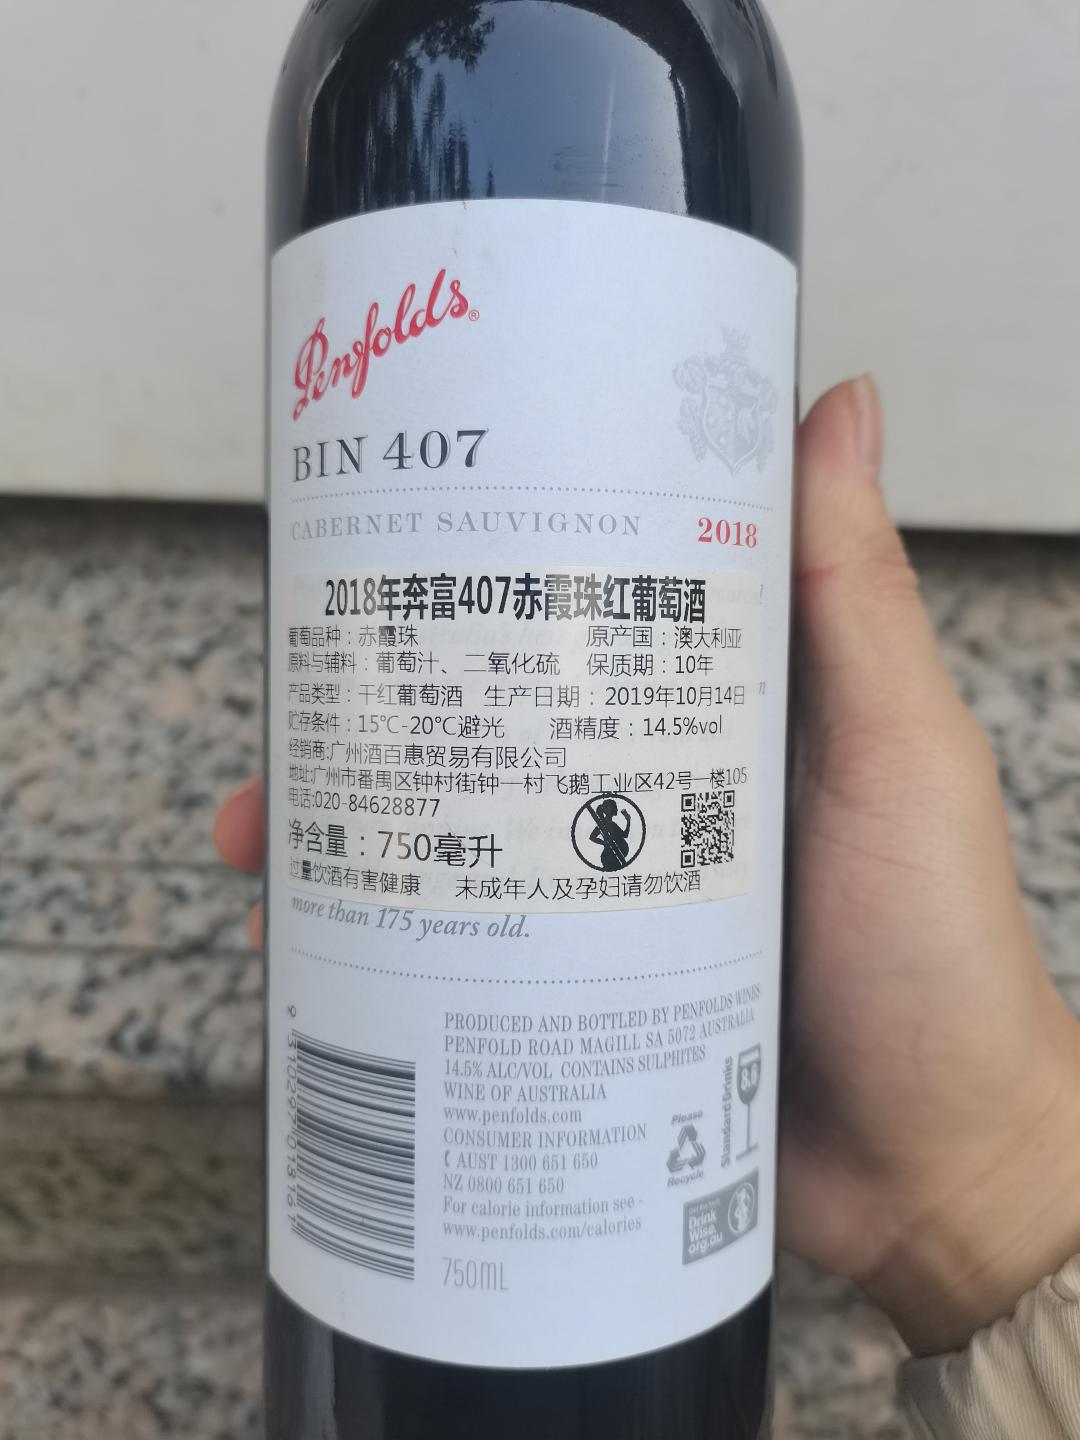 Penfolds®
BIN 407
CABERNET SAUVIGNON 2018
2018年奔富407赤霞珠红葡萄酒
葡萄品种：赤霞珠 原产国：澳大利亚
原料与辅料：葡萄汁、二氧化硫 保质期：10年
产品类型：干红葡萄酒 生产日期：2019年10月14日
贮存条件：15℃-20℃避光 酒精度：14.5%vol
经销商:广州酒百惠贸易有限公司
地址:广州市番禺区钟村街钟一村飞鹅工业区42号一楼105
电话:020-84628877
净含量：750毫升
过量饮酒有害健康 未成年人及孕妇请勿饮酒
more than 175 years old.
PRODUCED AND BOTTLED BY PENFOLDS WINES
PENFOLD ROAD MAGILL SA 5072 AUSTRALIA
14.5% ALC/VOL CONTAINS SULPHITES
WINE OF AUSTRALIA
www.penfolds.com
CONSUMER INFORMATION
AUST 1300 651 650
NZ 0800 651 650
For calorie information see -
www.penfolds.com/calories
750ML
9 310297 018161
Please
Recycle
8.6
Standard Drinks
Drink
Wise
org.au